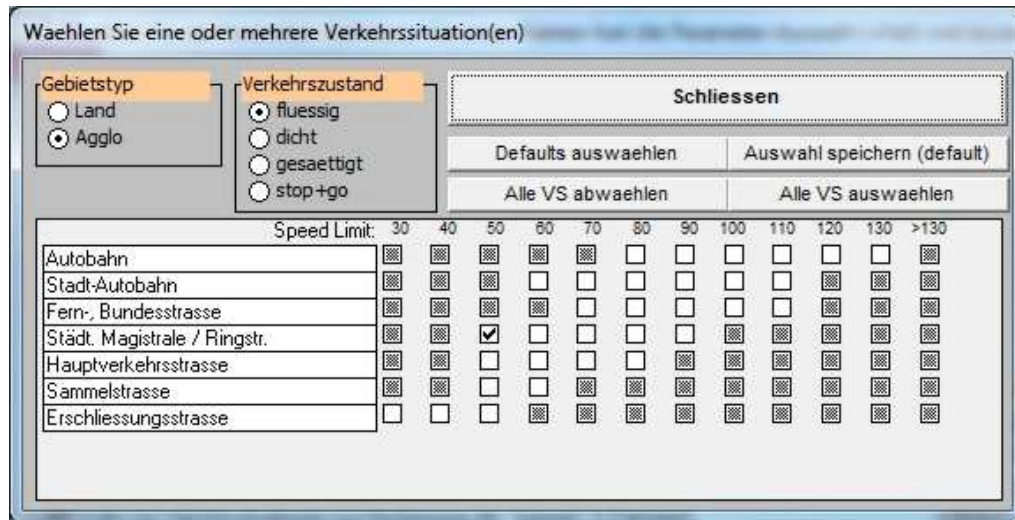 Waehlen Sie eine oder mehrere Verkehrssituation(en)
Gebietstyp
Land
Agglo
Verkehrszustand
fluessig
dicht
gesaettigt
stop+go
Schliessen
Defaults auswaehlen
Auswahl speichern (default)
Alle VS abwaehlen
Alle VS auswaehlen
Speed Limit: 30 40 50 60 70 80 90 100 110 120 130 >130
Autobahn
Stadt-Autobahn
Fern-, Bundesstrasse
Städt. Magistrale / Ringstr.
Hauptverkehrsstrasse
Sammelstrasse
Erschliessungsstrasse